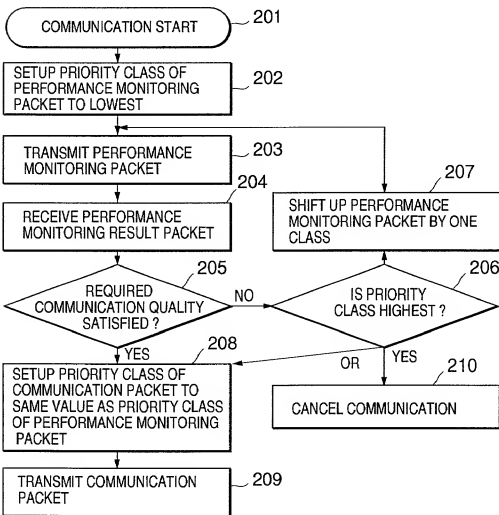 COMMUNICATION START
201
SETUP PRIORITY CLASS OF
PERFORMANCE MONITORING
PACKET TO LOWEST
202
TRANSMIT PERFORMANCE
MONITORING PACKET
203
RECEIVE PERFORMANCE
MONITORING RESULT PACKET
204
REQUIRED
COMMUNICATION QUALITY
SATISFIED ?
205
NO
YES
IS PRIORITY
CLASS HIGHEST ?
206
SHIFT UP PERFORMANCE
MONITORING PACKET BY ONE
CLASS
207
OR
YES
SETUP PRIORITY CLASS OF
COMMUNICATION PACKET TO
SAME VALUE AS PRIORITY CLASS
OF PERFORMANCE MONITORING
PACKET
208
CANCEL COMMUNICATION
210
TRANSMIT COMMUNICATION
PACKET
209